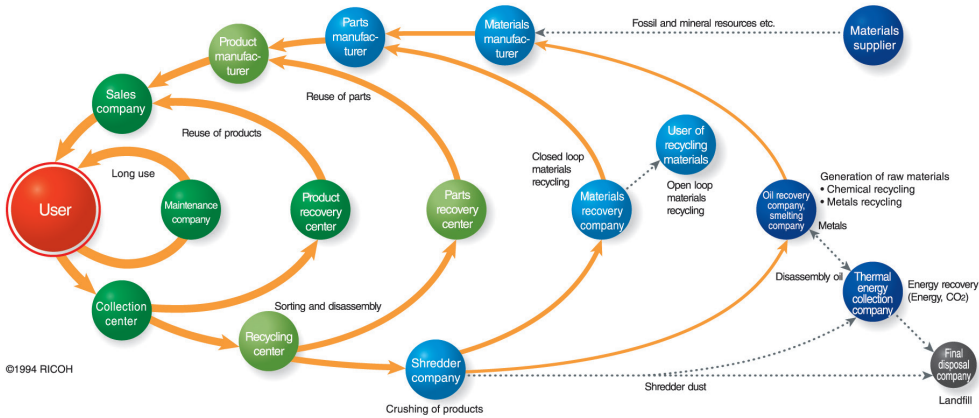 Fossil and mineral resources etc.
Materials
supplier
Materials
manufac-
turer
Parts
manufac-
turer
Product
manufac-
turer
Sales
company
Reuse of parts
Reuse of products
Long use
User
Maintenance
company
Product
recovery
center
Parts
recovery
center
Closed loop
materials
recycling
Materials
recovery
company
User of
recycling
materials
Open loop
materials
recycling
Oil recovery
company,
smelting
company
Generation of raw materials
• Chemical recycling
• Metals recycling
Metals
Disassembly oil
Thermal
energy
collection
company
Energy recovery
(Energy, CO2)
Collection
center
Sorting and disassembly
Recycling
center
Shredder
company
Crushing of products
Shredder dust
Final
disposal
company
Landfill
©1994 RICOH